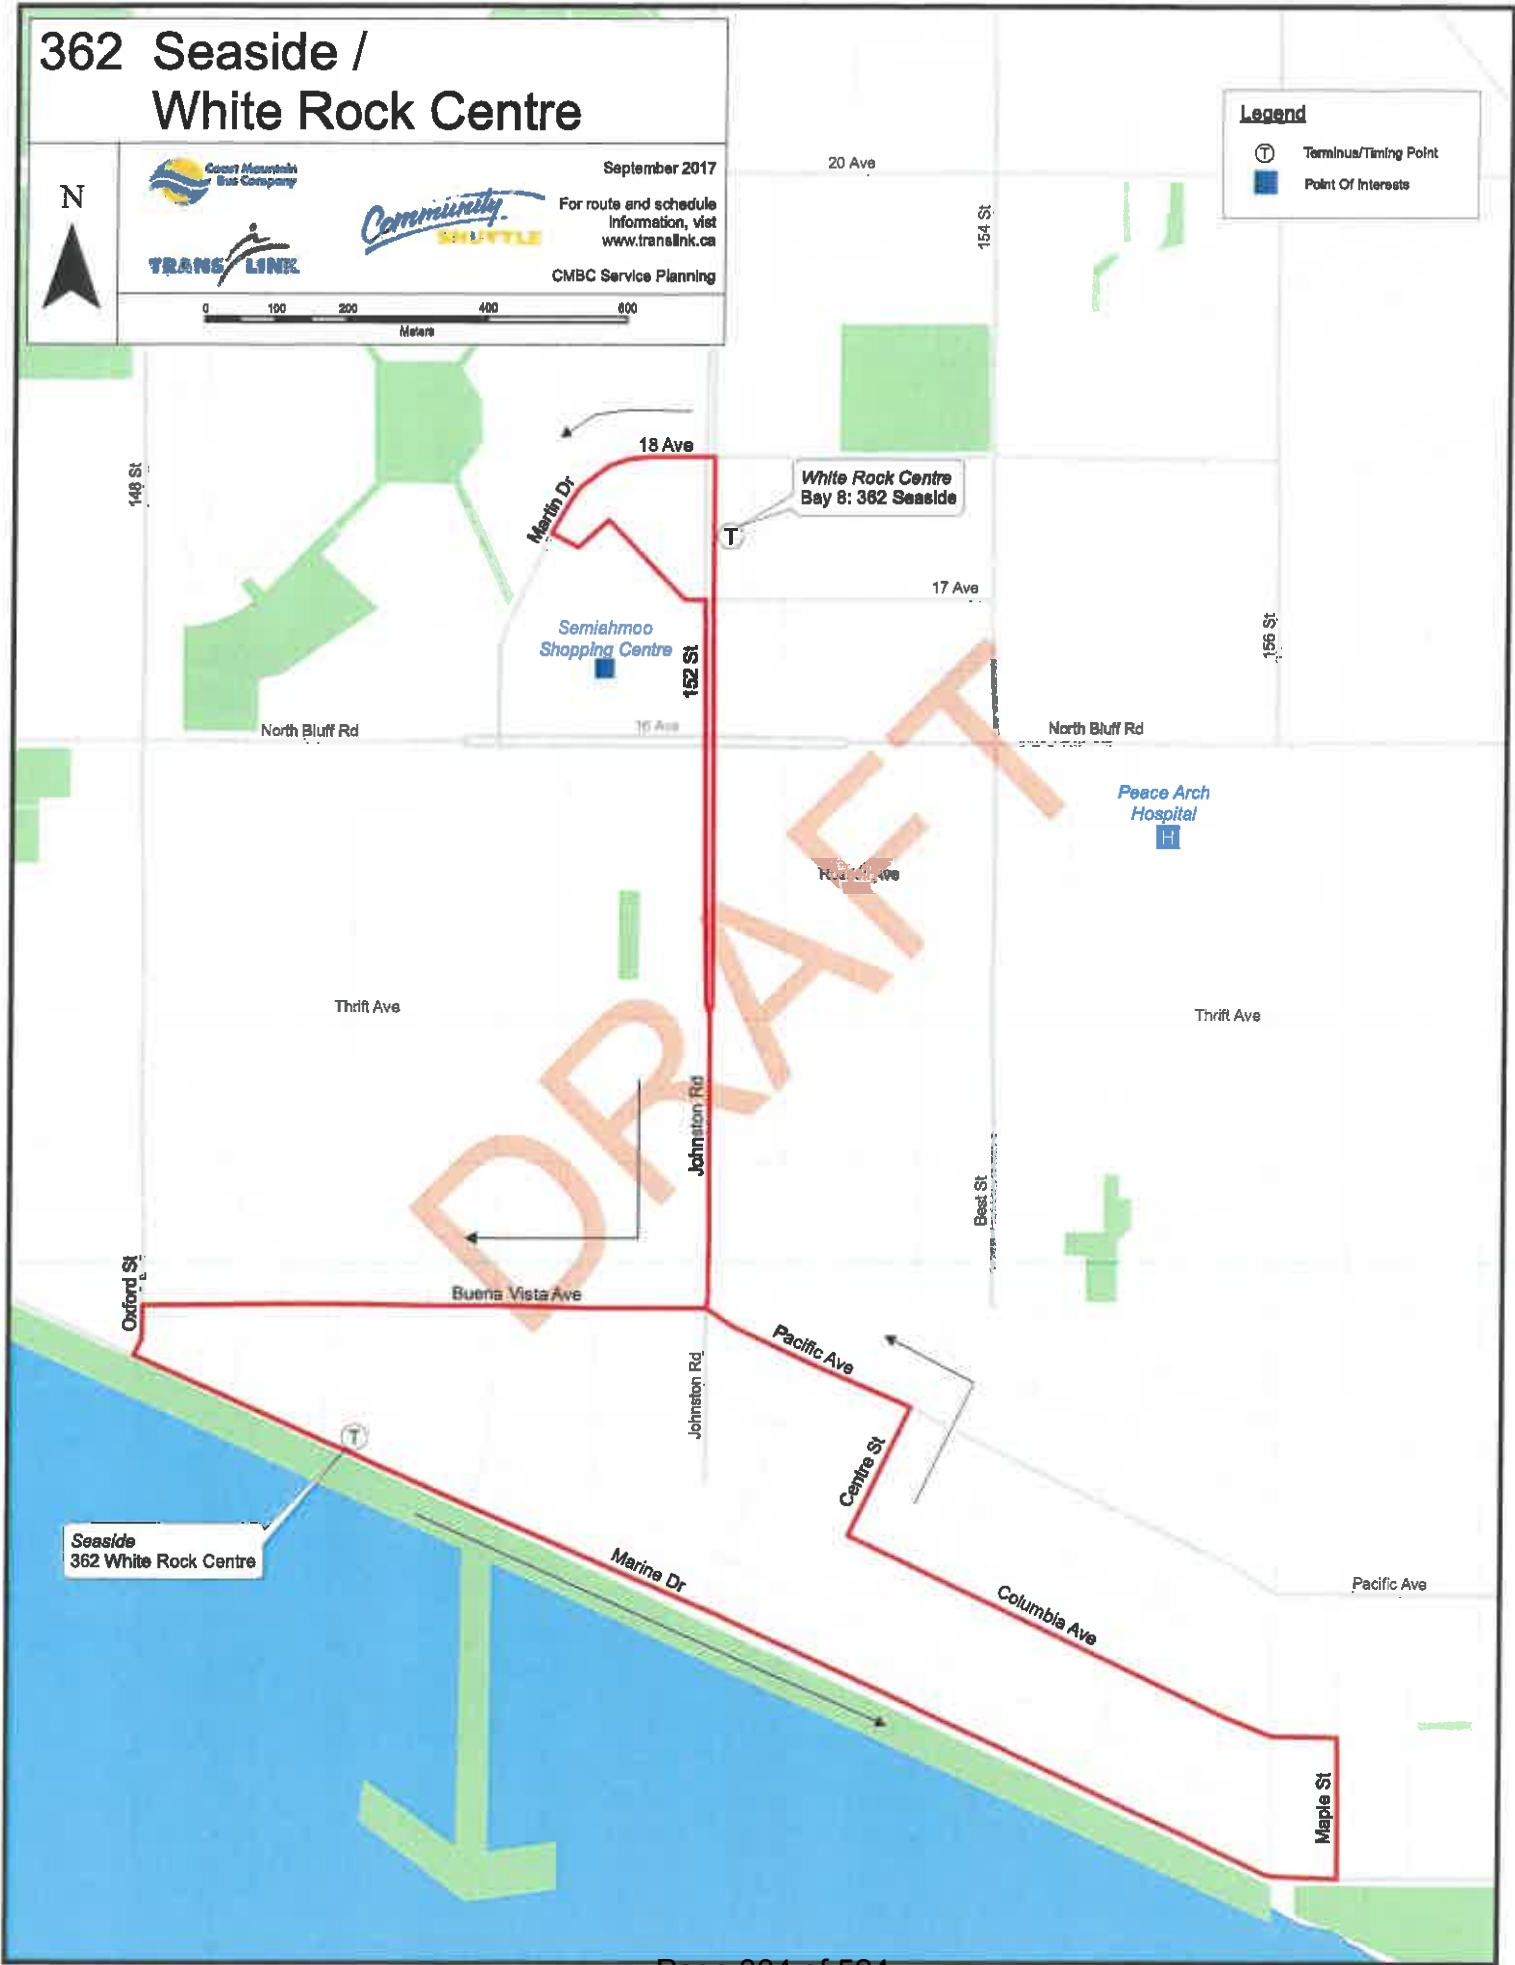 362 Seaside /
White Rock Centre
N
Coast Mountain
Bus Company
TRANS LINK
Community
SHUTTLE
September 2017
For route and schedule
information, vist
www.translink.ca
CMBC Service Planning
0 100 200 400 600
Meters
Legend
T Terminus/Timing Point
Point Of Interests
20 Ave
154 St
148 St
18 Ave
Martin Dr
White Rock Centre
Bay 8: 362 Seaside
T
17 Ave
156 St
Semiahmoo
Shopping Centre
152 St
North Bluff Rd
16 Ave
North Bluff Rd
Peace Arch
Hospital
H
Ave
Thrift Ave
Thrift Ave
DRAFT
Johnston Rd
Best St
Oxford St
Buena Vista Ave
Pacific Ave
Johnston Rd
T
Centre St
Seaside
362 White Rock Centre
Marine Dr
Columbia Ave
Pacific Ave
Maple St